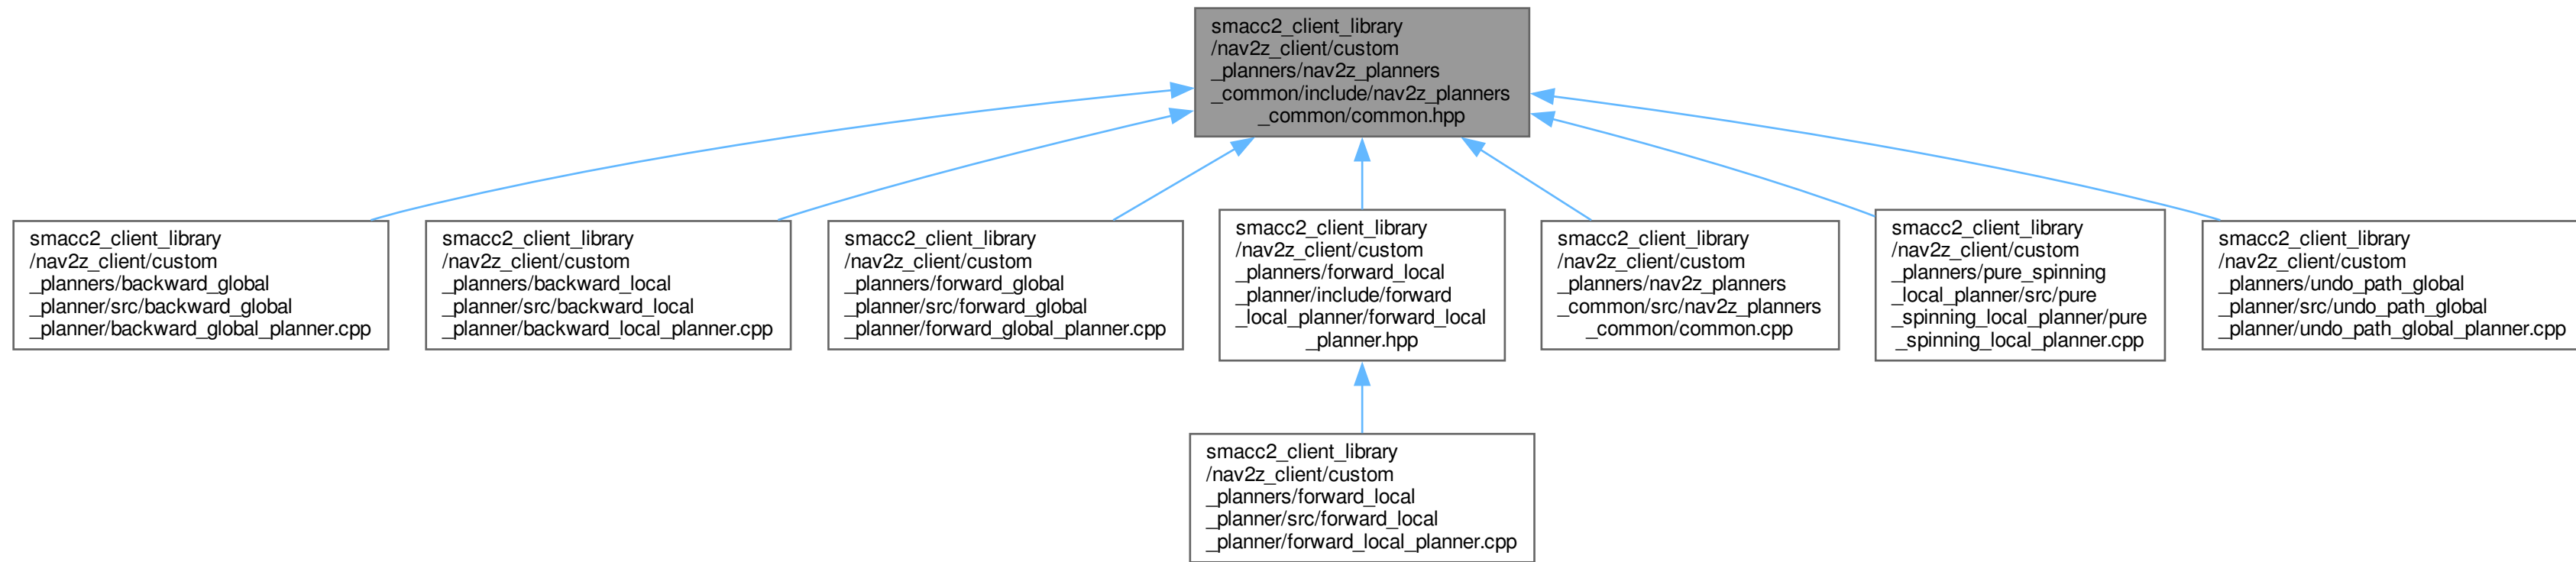 smacc2_client_library
/nav2z_client/custom
_planners/nav2z_planners
_common/include/nav2z_planners
_common/common.hpp
smacc2_client_library
/nav2z_client/custom
_planners/backward_global
_planner/src/backward_global
_planner/backward_global_planner.cpp
smacc2_client_library
/nav2z_client/custom
_planners/backward_local
_planner/src/backward_local
_planner/backward_local_planner.cpp
smacc2_client_library
/nav2z_client/custom
_planners/forward_global
_planner/src/forward_global
_planner/forward_global_planner.cpp
smacc2_client_library
/nav2z_client/custom
_planners/forward_local
_planner/include/forward
_local_planner/forward_local
_planner.hpp
smacc2_client_library
/nav2z_client/custom
_planners/nav2z_planners
_common/src/nav2z_planners
_common/common.cpp
smacc2_client_library
/nav2z_client/custom
_planners/pure_spinning
_local_planner/src/pure
_spinning_local_planner/pure
_spinning_local_planner.cpp
smacc2_client_library
/nav2z_client/custom
_planners/undo_path_global
_planner/src/undo_path_global
_planner/undo_path_global_planner.cpp
smacc2_client_library
/nav2z_client/custom
_planners/forward_local
_planner/src/forward_local
_planner/forward_local_planner.cpp